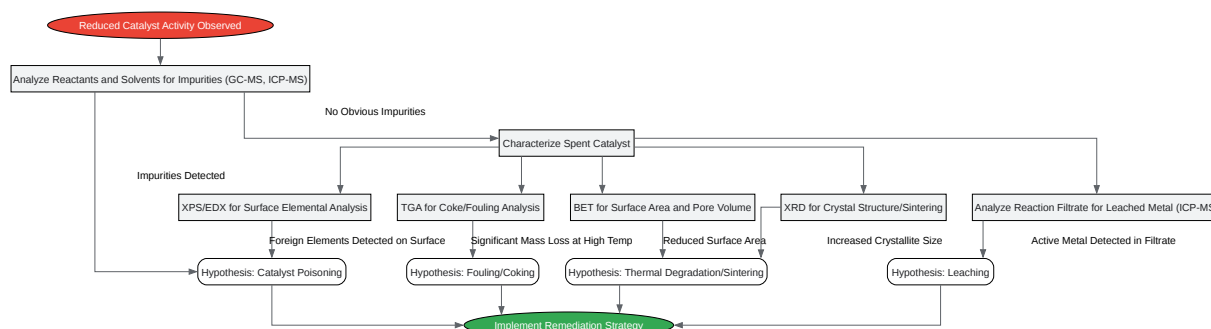 Reduced Catalyst Activity Observed
Analyze Reactants and Solvents for Impurities (GC-MS, ICP-MS)
No Obvious Impurities
Characterize Spent Catalyst
Impurities Detected
XPS/EDX for Surface Elemental Analysis
TGA for Coke/Fouling Analysis
BET for Surface Area and Pore Volume
XRD for Crystal Structure/Sintering
Analyze Reaction Filtrate for Leached Metal (ICP-MS
Foreign Elements Detected on Surface
Significant Mass Loss at High Temp
Reduced Surface Area
Increased Crystallite Size
Active Metal Detected in Filtrate
Hypothesis: Catalyst Poisoning
Hypothesis: Fouling/Coking
Hypothesis: Thermal Degradation/Sintering
Hypothesis: Leaching
Implement Remediation Strategy